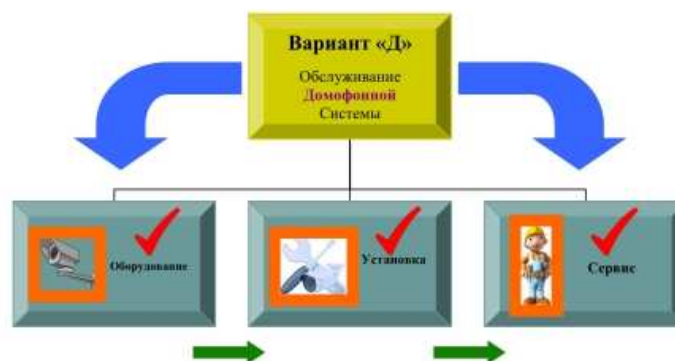 Вариант «Д»
Обслуживание
Домофонной
Системы
Оборудование
Установка
Сервис